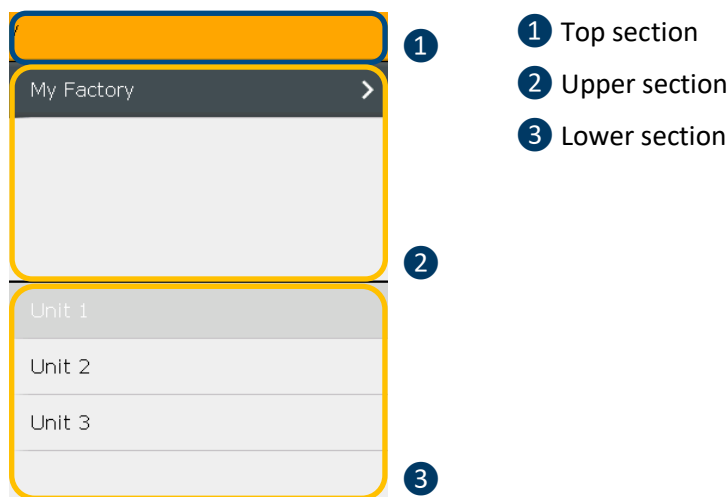 /
1
My Factory >
2
Unit 1
Unit 2
Unit 3
3
1 Top section
2 Upper section
3 Lower section